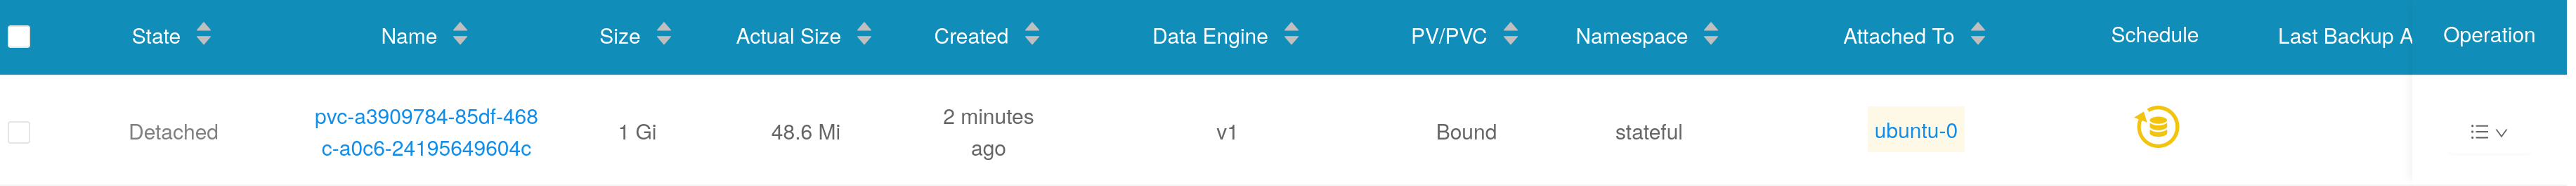 State Name Size Actual Size Created Data Engine PV/PVC Namespace Attached To Schedule Last Backup A Operation
Detached pvc-a3909784-85df-468 1 Gi 48.6 Mi 2 minutes v1 Bound stateful ubuntu-0
c-a0c6-24195649604c ago